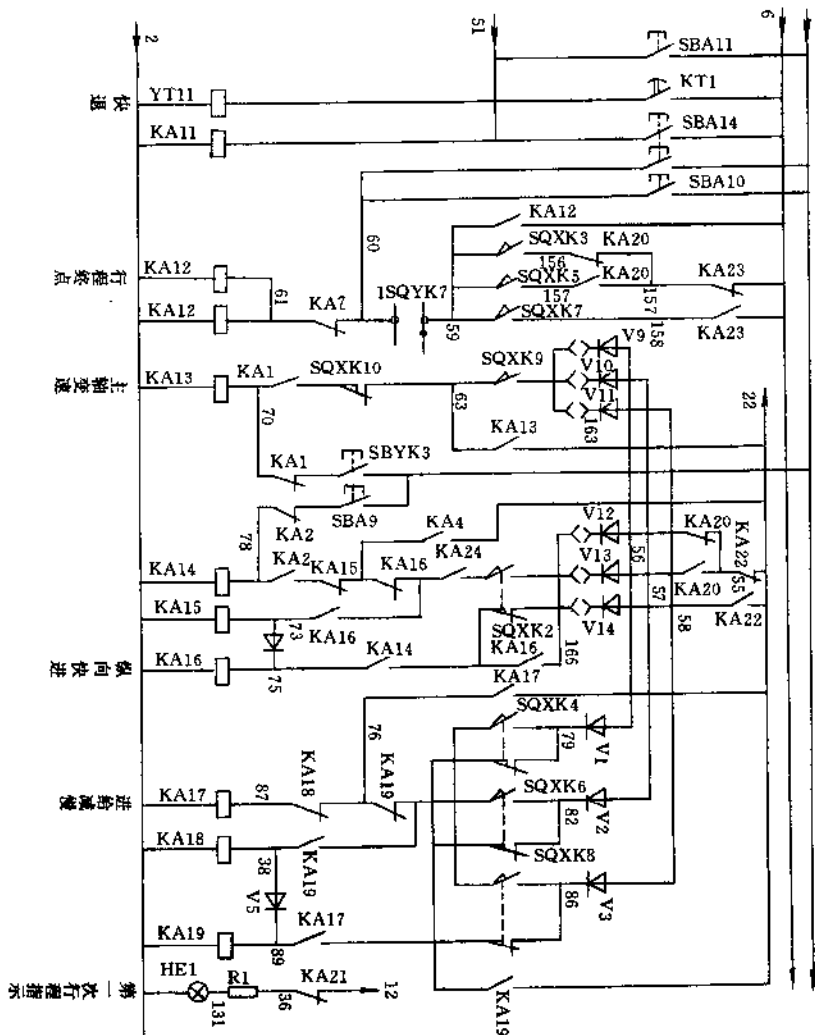 2
51
6
SBA11
YT11
KT1
快退
KA11
SBA14
SBA10
60
KA12
SQXK3
KA20
156
行程终点
KA12
61
SQXK5
KA20
157
157
KA23
KA12
KA7
1SQYK7
59
SQXK7
158
KA23
V9
主轴变速
KA13
KA1
SQXK10
SQXK9
V10
V11
63
163
22
70
KA13
KA1
SBYK3
KA2
SBA9
78
KA4
V12
KA20
KA22
56
KA14
KA2
KA15
KA16
KA24
V13
KA20
55
57
KA15
73
KA16
SQXK2
V14
58
KA22
纵向快进
KA16
75
KA14
KA16
166
KA17
76
SQXK4
79
V1
进给减慢
KA17
87
KA18
KA19
SQXK6
82
V2
KA18
38
KA19
SQXK8
V5
86
V3
KA19
89
KA17
第一次行程指示
HE1
131
R1
36
KA21
12
KA19